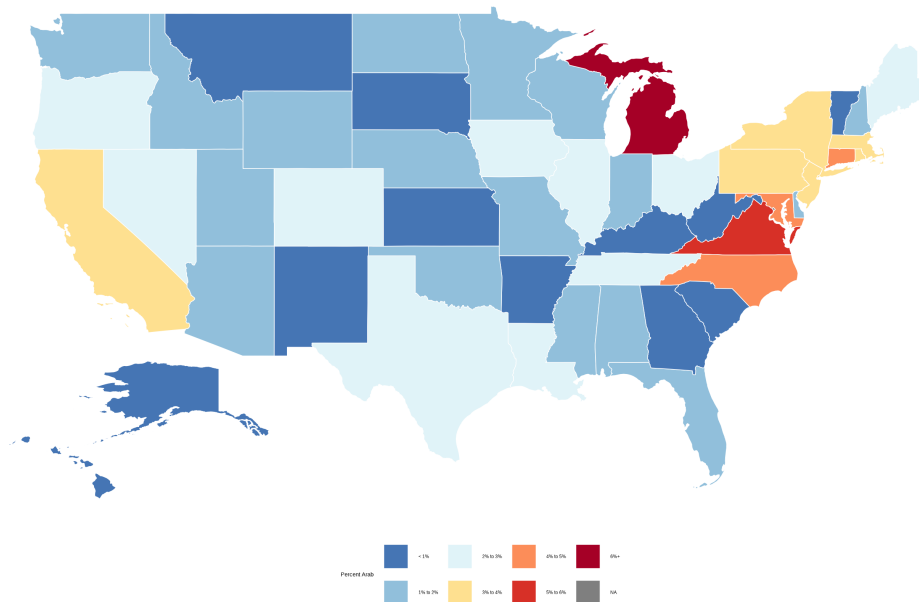 < 1%
2% to 3%
4% to 5%
6%+
Percent Arab
1% to 2%
3% to 4%
5% to 6%
NA